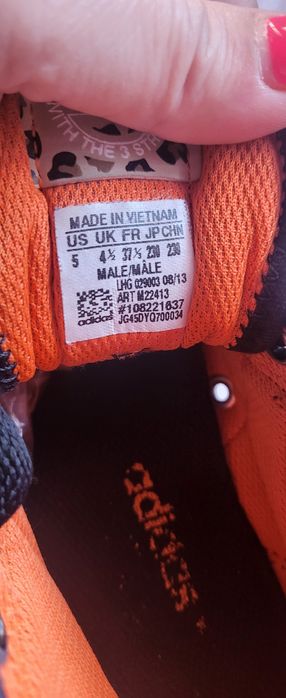 WITH THE 3 STR
MADE IN VIETNAM
US UK FR JP CHN
5 4½ 37⅓ 230 230
MALE/MÂLE
LHG 029003 08/13
ART M22413
#108221637
adidas JG45DYQ700034
adidas